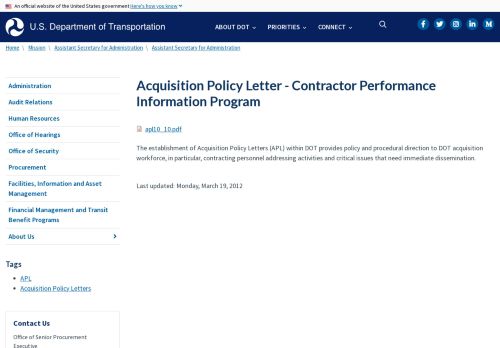 An official website of the United States government Here's how you know
U.S. Department of Transportation
ABOUT DOT
PRIORITIES
CONNECT
Home \ Mission \ Assistant Secretary for Administration \ Assistant Secretary for Administration
Administration
Audit Relations
Human Resources
Office of Hearings
Office of Security
Procurement
Facilities, Information and Asset
Management
Financial Management and Transit
Benefit Programs
About Us
Tags
APL
Acquisition Policy Letters
Contact Us
Office of Senior Procurement
Executive
Acquisition Policy Letter - Contractor Performance
Information Program
apl10_10.pdf
The establishment of Acquisition Policy Letters (APL) within DOT provides policy and procedural direction to DOT acquisition
workforce, in particular, contracting personnel addressing activities and critical issues that need immediate dissemination.
Last updated: Monday, March 19, 2012